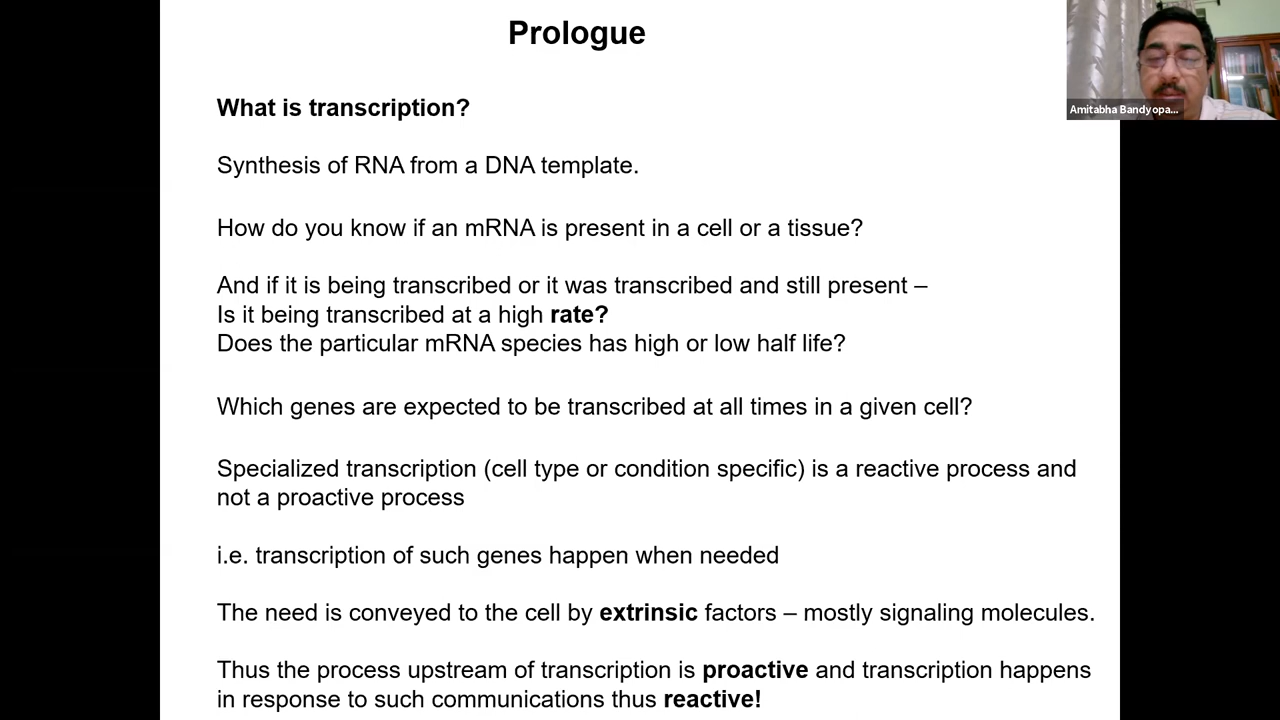 Prologue
Amitabha Bandyopa...
What is transcription?
Synthesis of RNA from a DNA template.
How do you know if an mRNA is present in a cell or a tissue?
And if it is being transcribed or it was transcribed and still present –
Is it being transcribed at a high rate?
Does the particular mRNA species has high or low half life?
Which genes are expected to be transcribed at all times in a given cell?
Specialized transcription (cell type or condition specific) is a reactive process and
not a proactive process
i.e. transcription of such genes happen when needed
The need is conveyed to the cell by extrinsic factors – mostly signaling molecules.
Thus the process upstream of transcription is proactive and transcription happens
in response to such communications thus reactive!